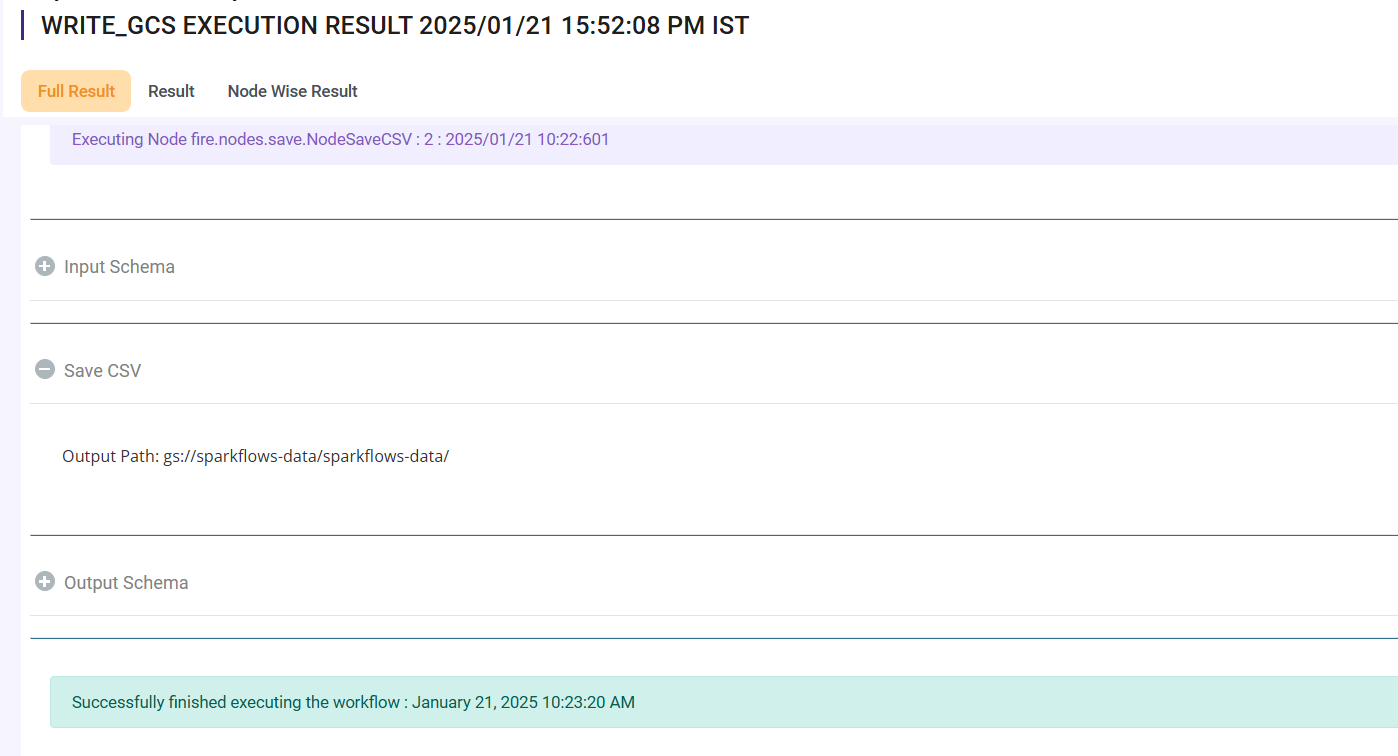 WRITE_GCS EXECUTION RESULT 2025/01/21 15:52:08 PM IST
Full Result Result Node Wise Result
Executing Node fire.nodes.save.NodeSaveCSV : 2 : 2025/01/21 10:22:601
Input Schema
Save CSV
Output Path: gs://sparkflows-data/sparkflows-data/
Output Schema
Successfully finished executing the workflow : January 21, 2025 10:23:20 AM